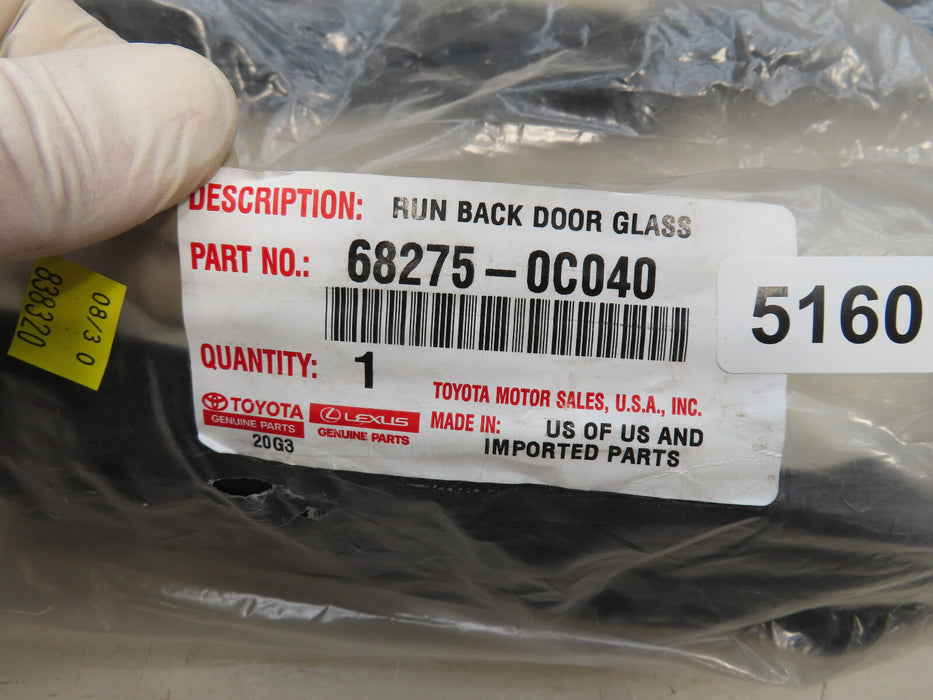 DESCRIPTION: RUN BACK DOOR GLASS
PART NO.: 68275-0C040
QUANTITY: 1
TOYOTA
GENUINE PARTS
LEXUS
GENUINE PARTS
20G3
TOYOTA MOTOR SALES, U.S.A., INC.
MADE IN: US OF US AND
IMPORTED PARTS
5160
08/30
838320